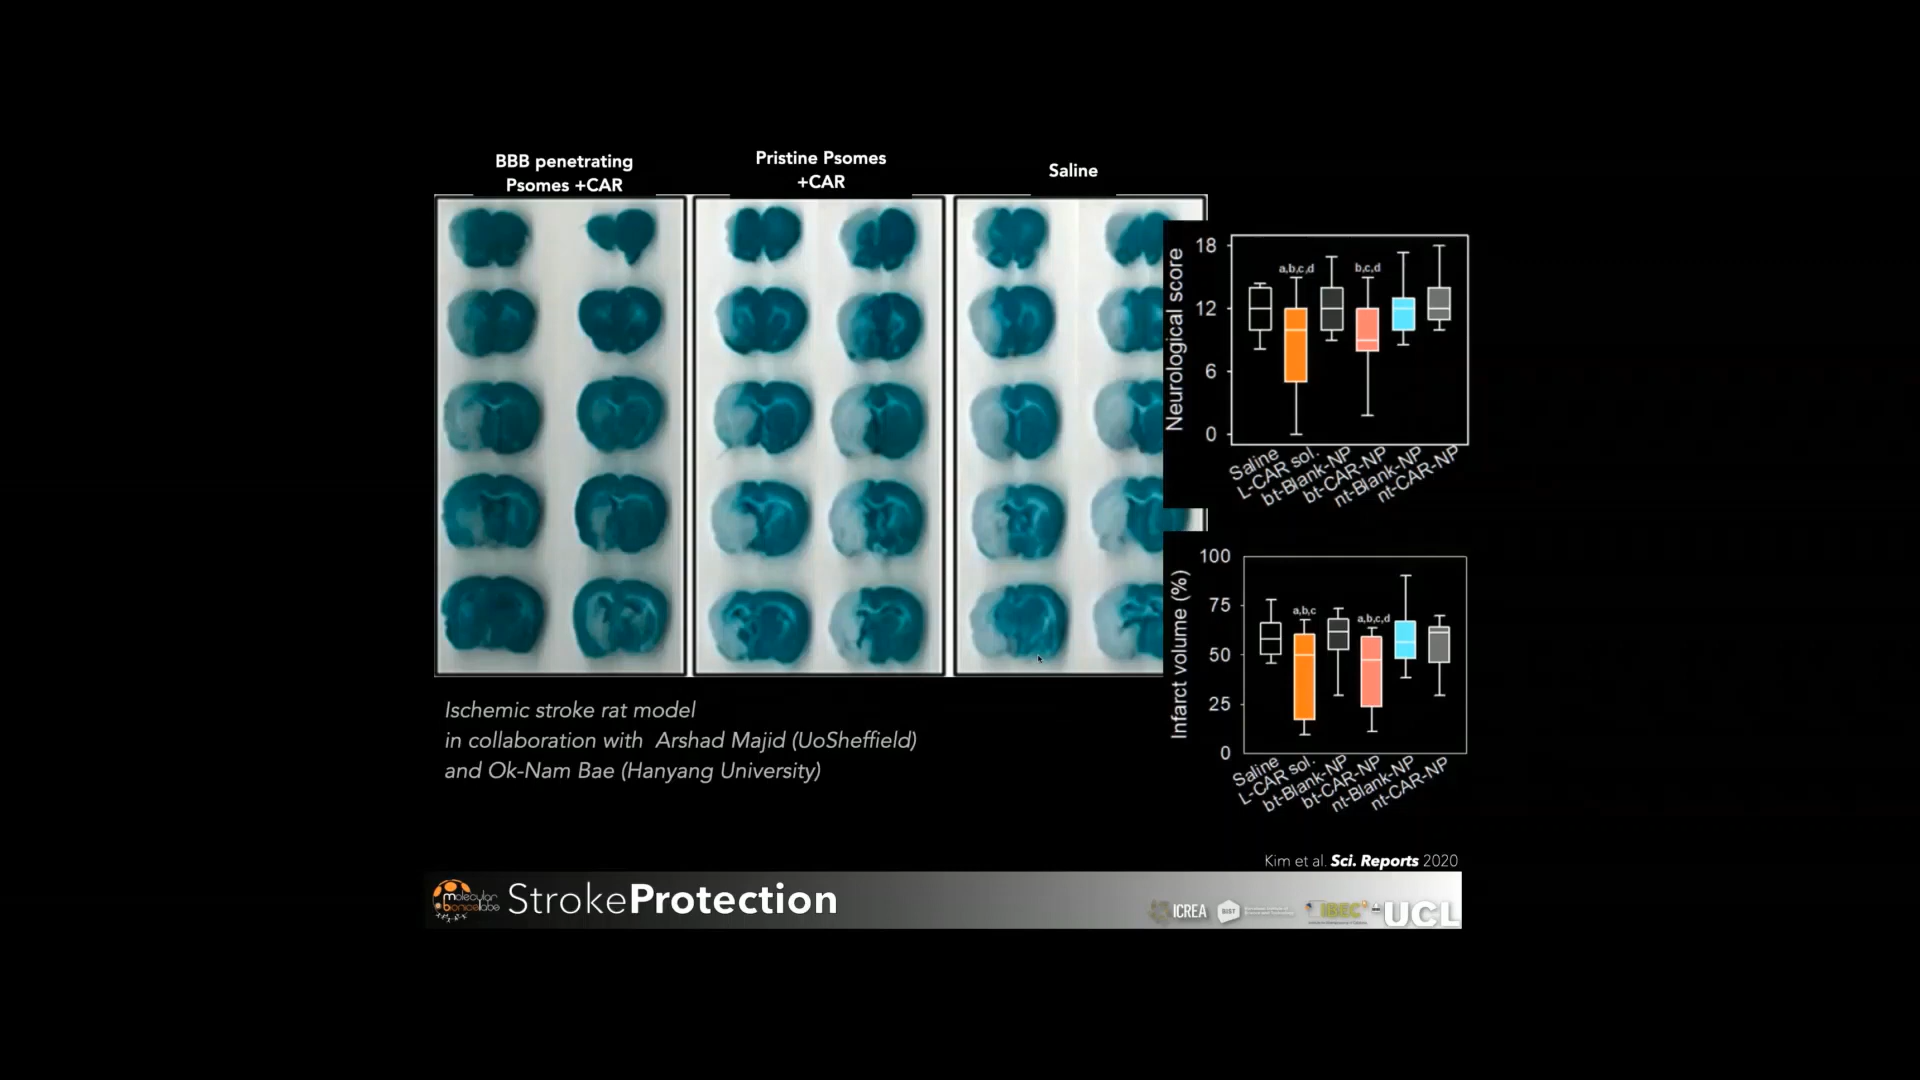 BBB penetrating
Psomes +CAR
Pristine Psomes
+CAR
Saline
Neurological score
18
12
6
0
a,b,c,d
b,c,d
Saline
L-CAR sol.
bt-Blank-NP
bt-CAR-NP
nt-Blank-NP
nt-CAR-NP
Infarct volume (%)
100
75
50
25
0
a,b,c
a,b,c,d
Saline
L-CAR sol.
bt-Blank-NP
bt-CAR-NP
nt-Blank-NP
nt-CAR-NP
Ischemic stroke rat model
in collaboration with Arshad Majid (UoSheffield)
and Ok-Nam Bae (Hanyang University)
Kim et al. Sci. Reports 2020
molecular
bionicslabs
StrokeProtection
ICREA
BIST
IBEC
UCL